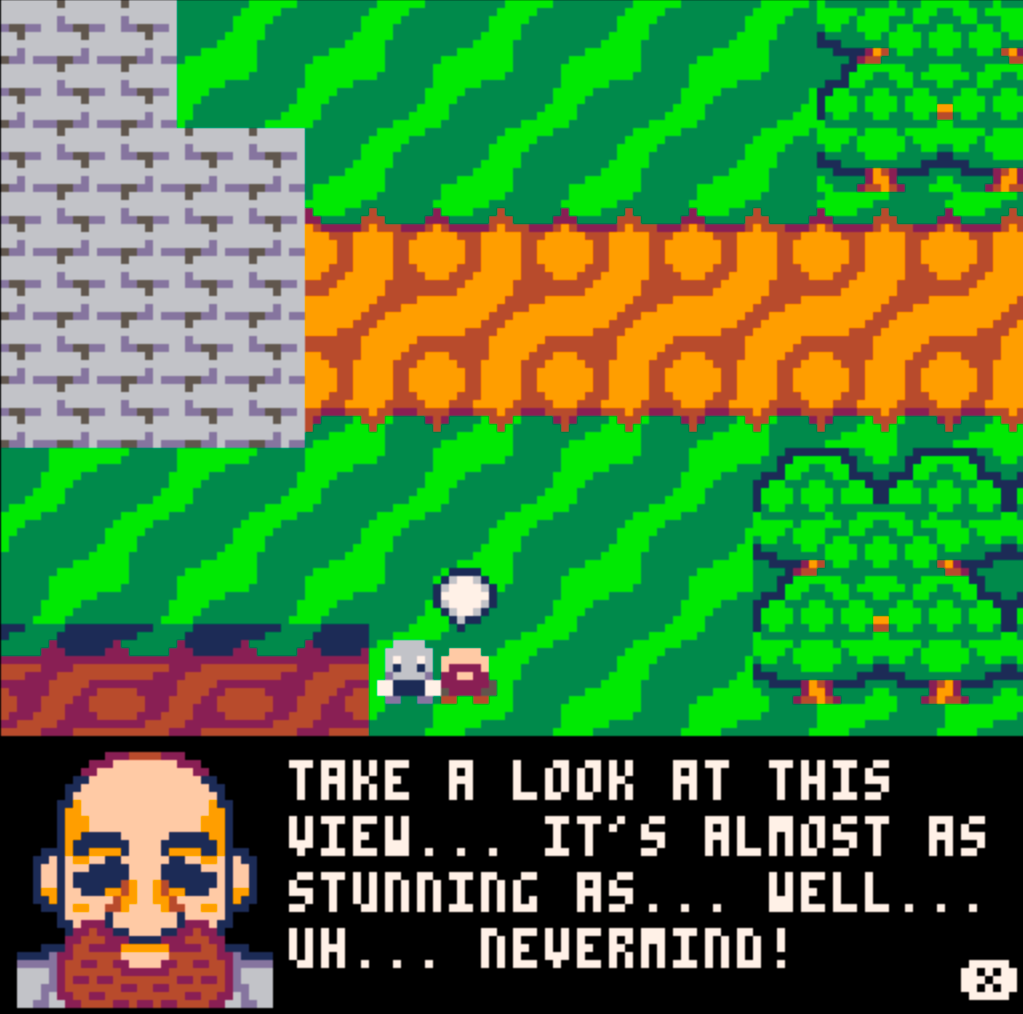 TAKE A LOOK AT THIS
VIEW... IT'S ALMOST AS
STUNNING AS... WELL...
UH... NEVERMIND!